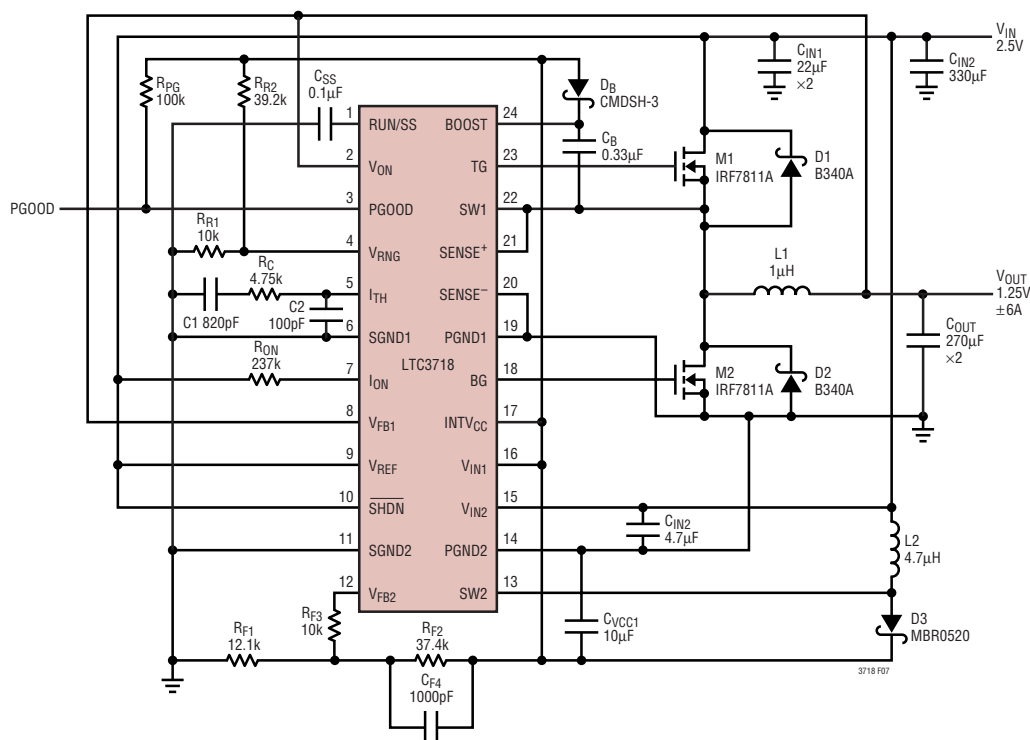 V_IN
2.5V
C_IN1
22µF
×2
C_IN2
330µF
R_PG
100k
R_R2
39.2k
C_SS
0.1µF
D_B
CMDSH-3
1
RUN/SS
BOOST
24
C_B
0.33µF
2
V_ON
TG
23
M1
IRF7811A
D1
B340A
PGOOD
3
PGOOD
SW1
22
R_R1
10k
4
V_RNG
SENSE⁺
21
L1
1µH
R_C
4.75k
C1 820pF
C2
100pF
5
I_TH
SENSE⁻
20
V_OUT
1.25V
±6A
6
SGND1
PGND1
19
C_OUT
270µF
×2
LTC3718
R_ON
237k
7
I_ON
BG
18
M2
IRF7811A
D2
B340A
8
V_FB1
INTV_CC
17
9
V_REF
V_IN1
16
10
SHDN
V_IN2
15
C_IN2
4.7µF
L2
4.7µH
11
SGND2
PGND2
14
12
V_FB2
SW2
13
R_F3
10k
C_VCC1
10µF
D3
MBR0520
R_F1
12.1k
R_F2
37.4k
C_F4
1000pF
3718 F07